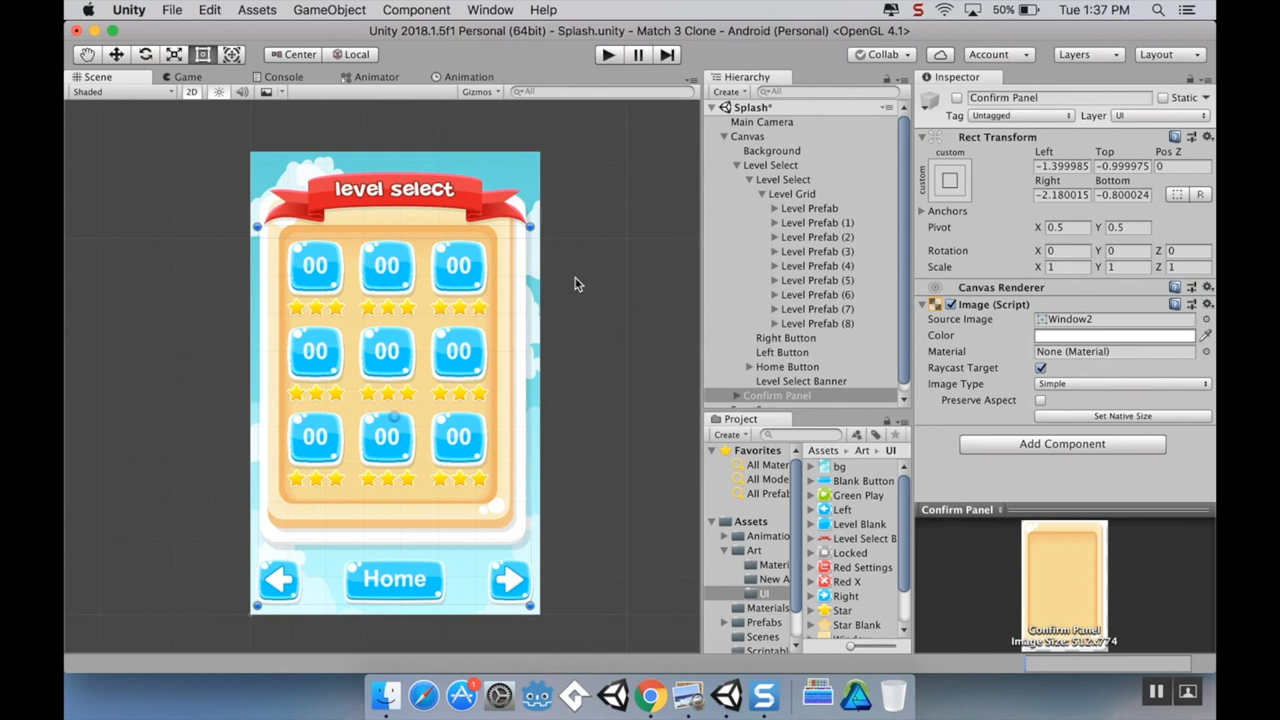 Unity File Edit Assets GameObject Component Window Help 50% Tue 1:37 PM
Unity 2018.1.5f1 Personal (64bit) - Splash.unity - Match 3 Clone - Android (Personal) <OpenGL 4.1>
Center Local Collab Account Layers Layout
Scene Game Console Animator Animation
Shaded 2D Gizmos All
level select
00 00 00
00 00 00
00 00 00
Home
Hierarchy
Create All
Splash*
Main Camera
Canvas
Background
Level Select
Level Select
Level Grid
Level Prefab
Level Prefab (1)
Level Prefab (2)
Level Prefab (3)
Level Prefab (4)
Level Prefab (5)
Level Prefab (6)
Level Prefab (7)
Level Prefab (8)
Right Button
Left Button
Home Button
Level Select Banner
Confirm Panel
Project
Create
Favorites
All Mater
All Mode
All Prefab
Assets
Animatio
Art
Materi
New A
UI
Materials
Prefabs
Scenes
Scriptabl
Assets Art UI
bg
Blank Button
Green Play
Left
Level Blank
Level Select B
Locked
Red Settings
Red X
Right
Star
Star Blank
Inspector
Confirm Panel Static
Tag Untagged Layer UI
Rect Transform
custom Left Top Pos Z
custom -1.399985 -0.999975 0
Right Bottom
-2.180015 -0.800024 R
Anchors
Pivot X 0.5 Y 0.5
Rotation X 0 Y 0 Z 0
Scale X 1 Y 1 Z 1
Canvas Renderer
Image (Script)
Source Image Window2
Color
Material None (Material)
Raycast Target
Image Type Simple
Preserve Aspect
Set Native Size
Add Component
Confirm Panel
Confirm Panel
Image Size: 512x774
1